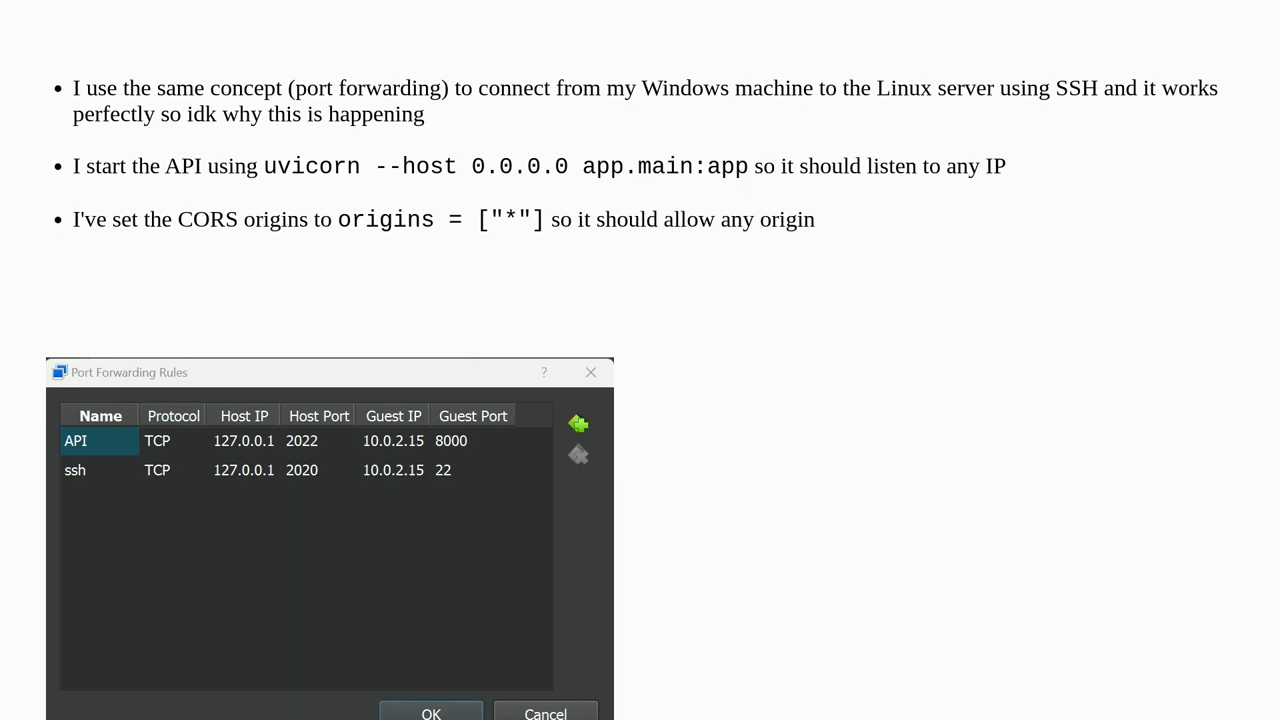 • I use the same concept (port forwarding) to connect from my Windows machine to the Linux server using SSH and it works
perfectly so idk why this is happening
• I start the API using uvicorn --host 0.0.0.0 app.main:app so it should listen to any IP
• I've set the CORS origins to origins = ["*"] so it should allow any origin
Port Forwarding Rules ? ×
Name Protocol Host IP Host Port Guest IP Guest Port
API TCP 127.0.0.1 2022 10.0.2.15 8000
ssh TCP 127.0.0.1 2020 10.0.2.15 22
OK Cancel